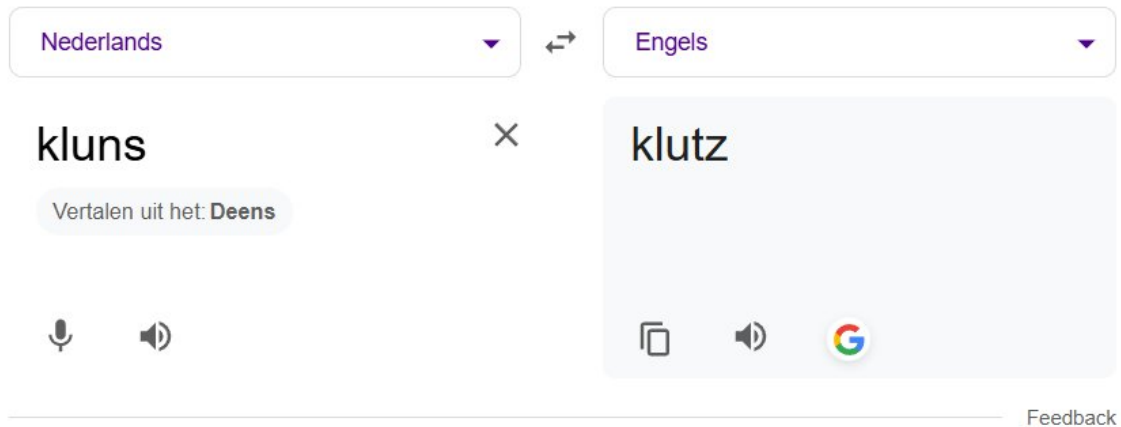 Nederlands
Engels
kluns
klutz
Vertalen uit het: Deens
Feedback